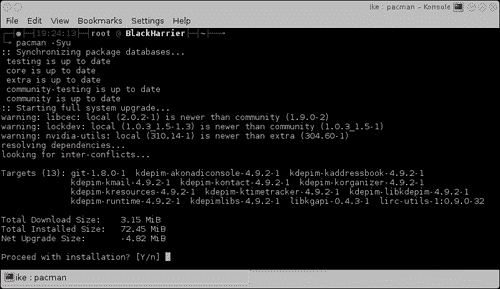 ike : pacman – Konsole
File Edit View Bookmarks Settings Help
19:24:13 root @ BlackHarrier ~
pacman -Syu
:: Synchronizing package databases...
testing is up to date
core is up to date
extra is up to date
community-testing is up to date
community is up to date
:: Starting full system upgrade...
warning: libcec: local (2.0.2-1) is newer than community (1.9.0-2)
warning: lockdev: local (1.0.3_1.5-1.3) is newer than community (1.0.3_1.5-1)
warning: nvidia-utils: local (310.14-1) is newer than extra (304.60-1)
resolving dependencies...
looking for inter-conflicts...
Targets (13): git-1.8.0-1 kdepim-akonadiconsole-4.9.2-1 kdepim-kaddressbook-4.9.2-1
kdepim-kmail-4.9.2-1 kdepim-kontact-4.9.2-1 kdepim-korganizer-4.9.2-1
kdepim-kresources-4.9.2-1 kdepim-ktimetracker-4.9.2-1 kdepim-libkdepim-4.9.2-1
kdepim-runtime-4.9.2-1 kdepimlibs-4.9.2-1 libkgapi-0.4.3-1 lirc-utils-1:0.9.0-32
Total Download Size: 3.15 MiB
Total Installed Size: 72.45 MiB
Net Upgrade Size: -4.82 MiB
Proceed with installation? [Y/n]
ike : pacman